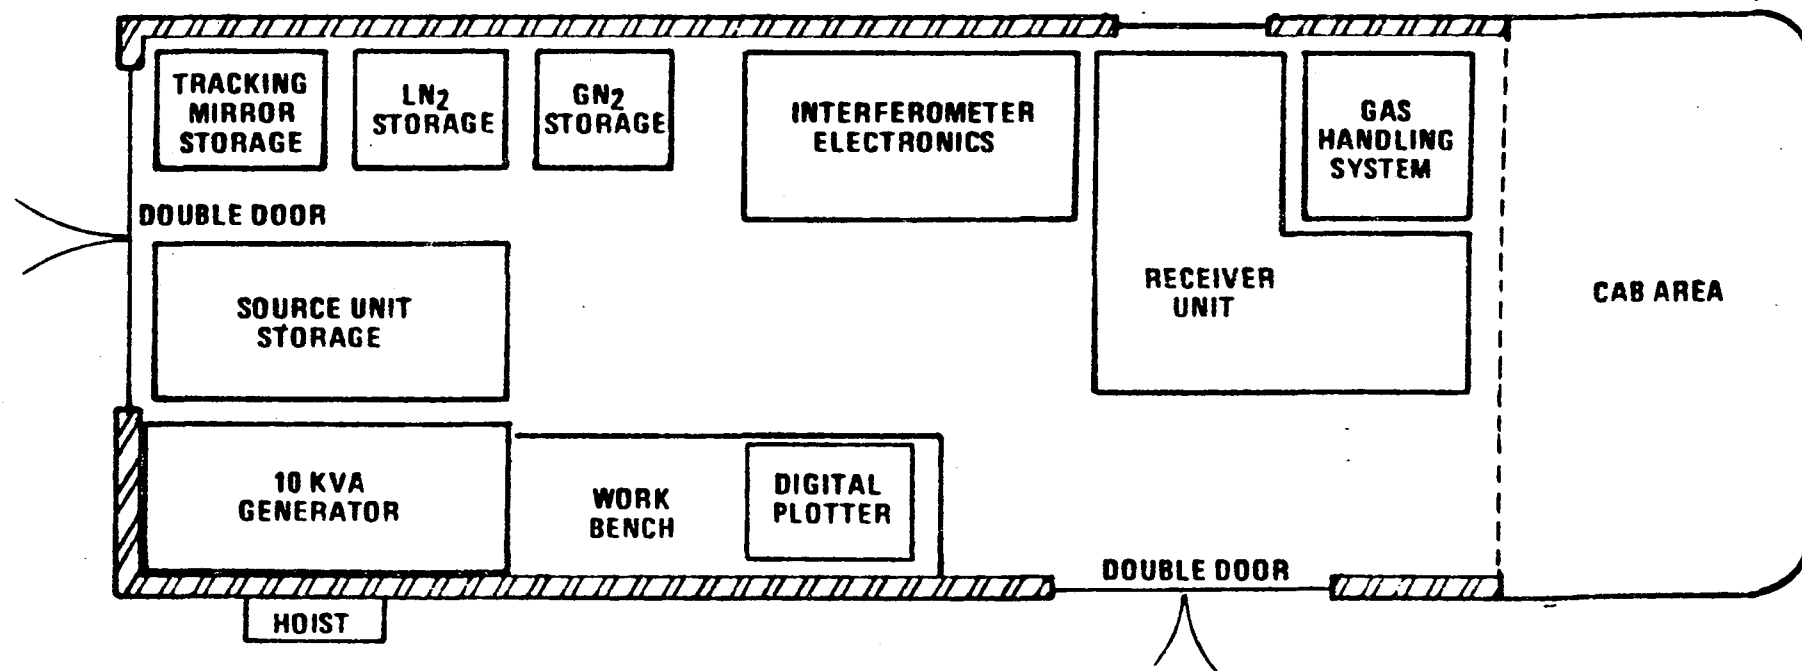 TRACKING
MIRROR
STORAGE
LN2
STORAGE
GN2
STORAGE
INTERFEROMETER
ELECTRONICS
GAS
HANDLING
SYSTEM
DOUBLE DOOR
SOURCE UNIT
STORAGE
RECEIVER
UNIT
CAB AREA
10 KVA
GENERATOR
WORK
BENCH
DIGITAL
PLOTTER
DOUBLE DOOR
HOIST